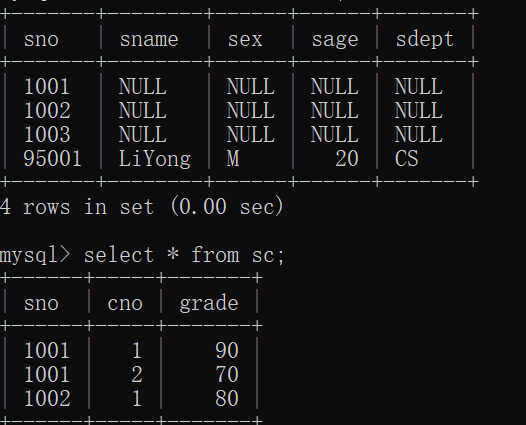 +-------+---------+------+------+-------+
| sno   | sname   | sex  | sage | sdept |
+-------+---------+------+------+-------+
| 1001  | NULL    | NULL | NULL | NULL  |
| 1002  | NULL    | NULL | NULL | NULL  |
| 1003  | NULL    | NULL | NULL | NULL  |
| 95001 | LiYong  | M    |   20 | CS    |
+-------+---------+------+------+-------+
4 rows in set (0.00 sec)
mysql> select * from sc;
+------+-----+-------+
| sno  | cno | grade |
+------+-----+-------+
| 1001 |   1 |    90 |
| 1001 |   2 |    70 |
| 1002 |   1 |    80 |
+------+-----+-------+